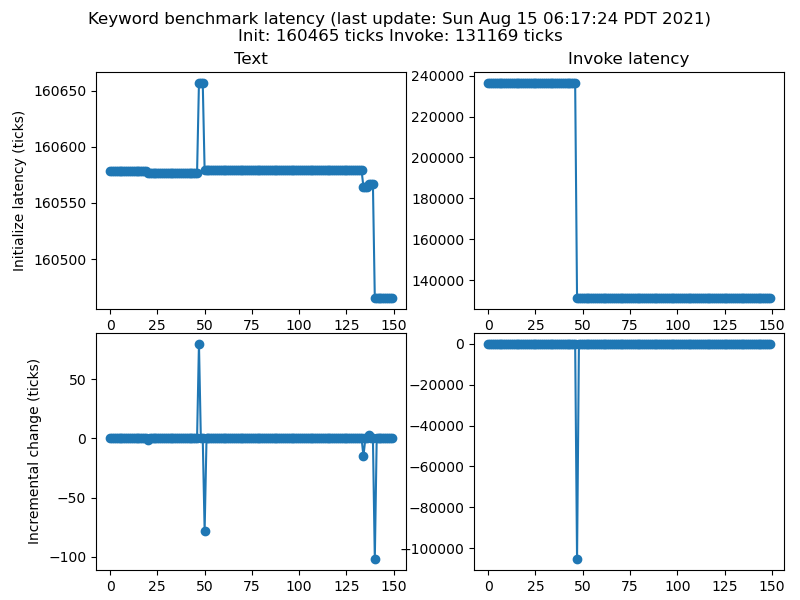 Keyword benchmark latency (last update: Sun Aug 15 06:17:24 PDT 2021)
Init: 160465 ticks Invoke: 131169 ticks
Text
Invoke latency
Initialize latency (ticks)
160650
160600
160550
160500
0 25 50 75 100 125 150
240000
220000
200000
180000
160000
140000
0 25 50 75 100 125 150
Incremental change (ticks)
50
0
−50
−100
0 25 50 75 100 125 150
0
−20000
−40000
−60000
−80000
−100000
0 25 50 75 100 125 150